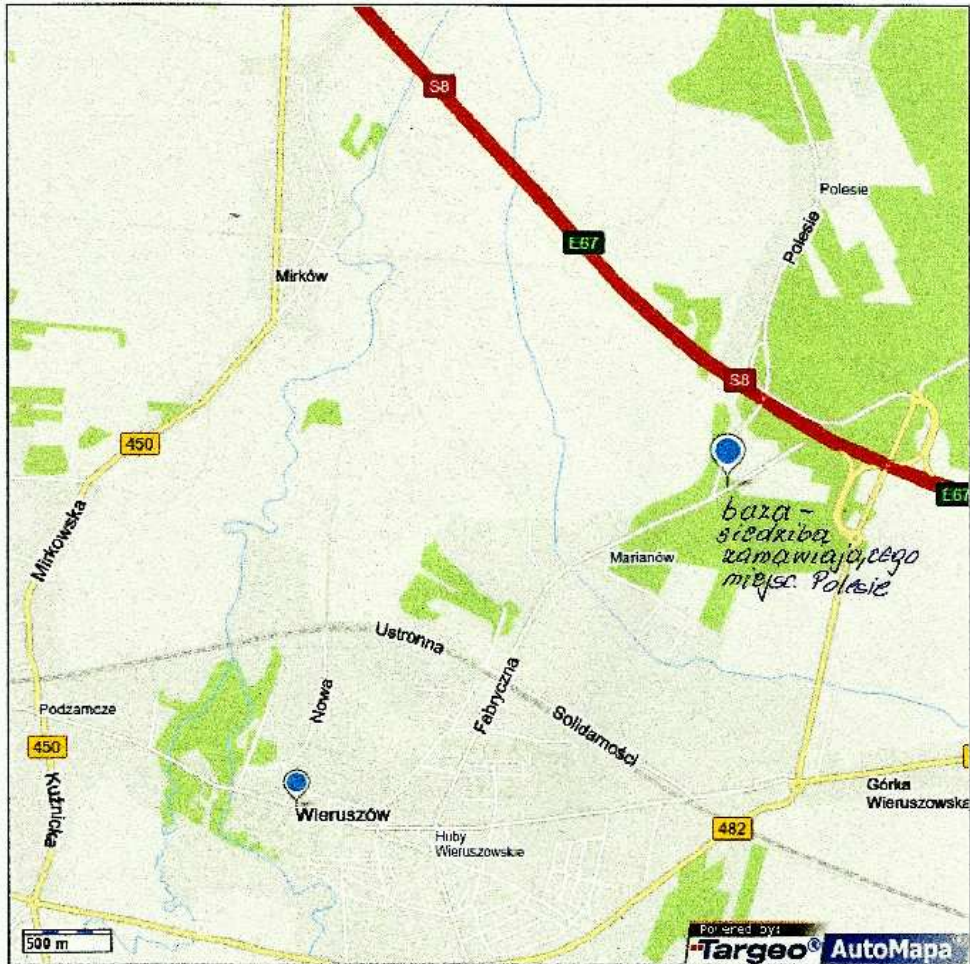 S8
Polesie
Polesie
E67
Mirków
S8
450
E67
baza -
siedziba
zamawiającego
miejsc. Polesie
Mirkowska
Marianów
Ustronna
Nowa
Fabryczna
Solidarności
Podzamcze
450
Kuźnicka
Wieruszów
Górka
Wieruszowska
482
Huby
Wieruszowskie
500 m
Powered by:
Targeo® AutoMapa